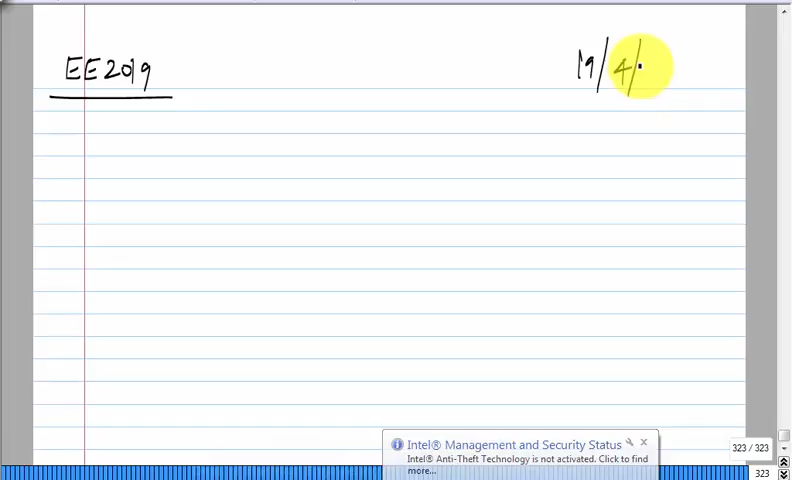 EE2019
19/4/
Intel® Management and Security Status
Intel® Anti-Theft Technology is not activated. Click to find
more...
323 / 323
323